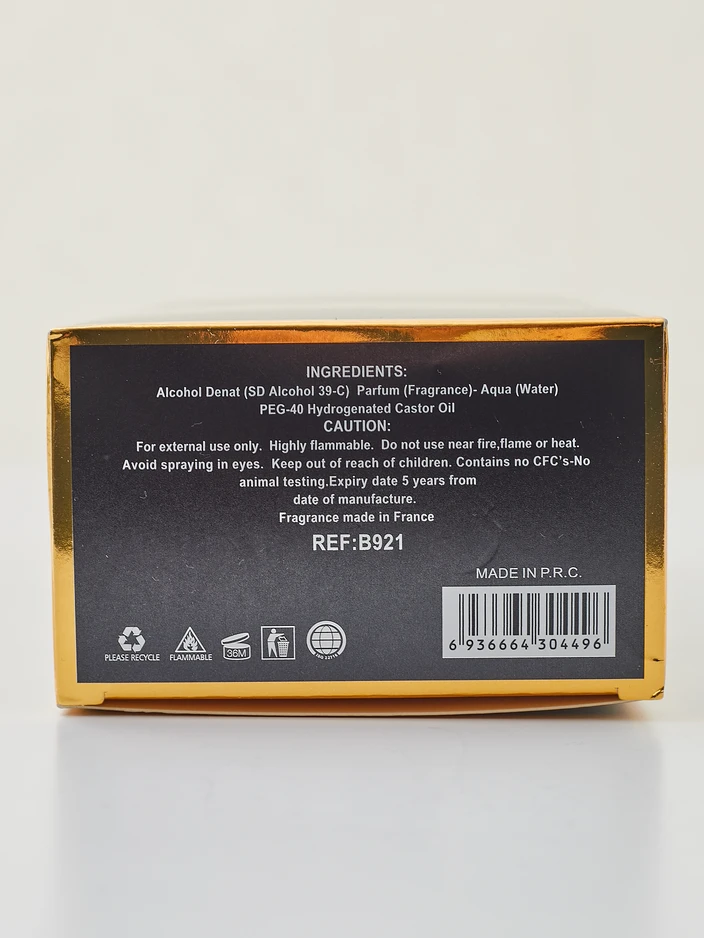 INGREDIENTS:
Alcohol Denat (SD Alcohol 39-C)  Parfum (Fragrance)- Aqua (Water)
PEG-40 Hydrogenated Castor Oil
CAUTION:
For external use only.  Highly flammable.  Do not use near fire,flame or heat.
Avoid spraying in eyes.  Keep out of reach of children. Contains no CFC's-No
animal testing.Expiry date 5 years from
date of manufacture.
Fragrance made in France
REF:B921
MADE IN P.R.C.
6 936664 304496
PLEASE RECYCLE
FLAMMABLE
36M